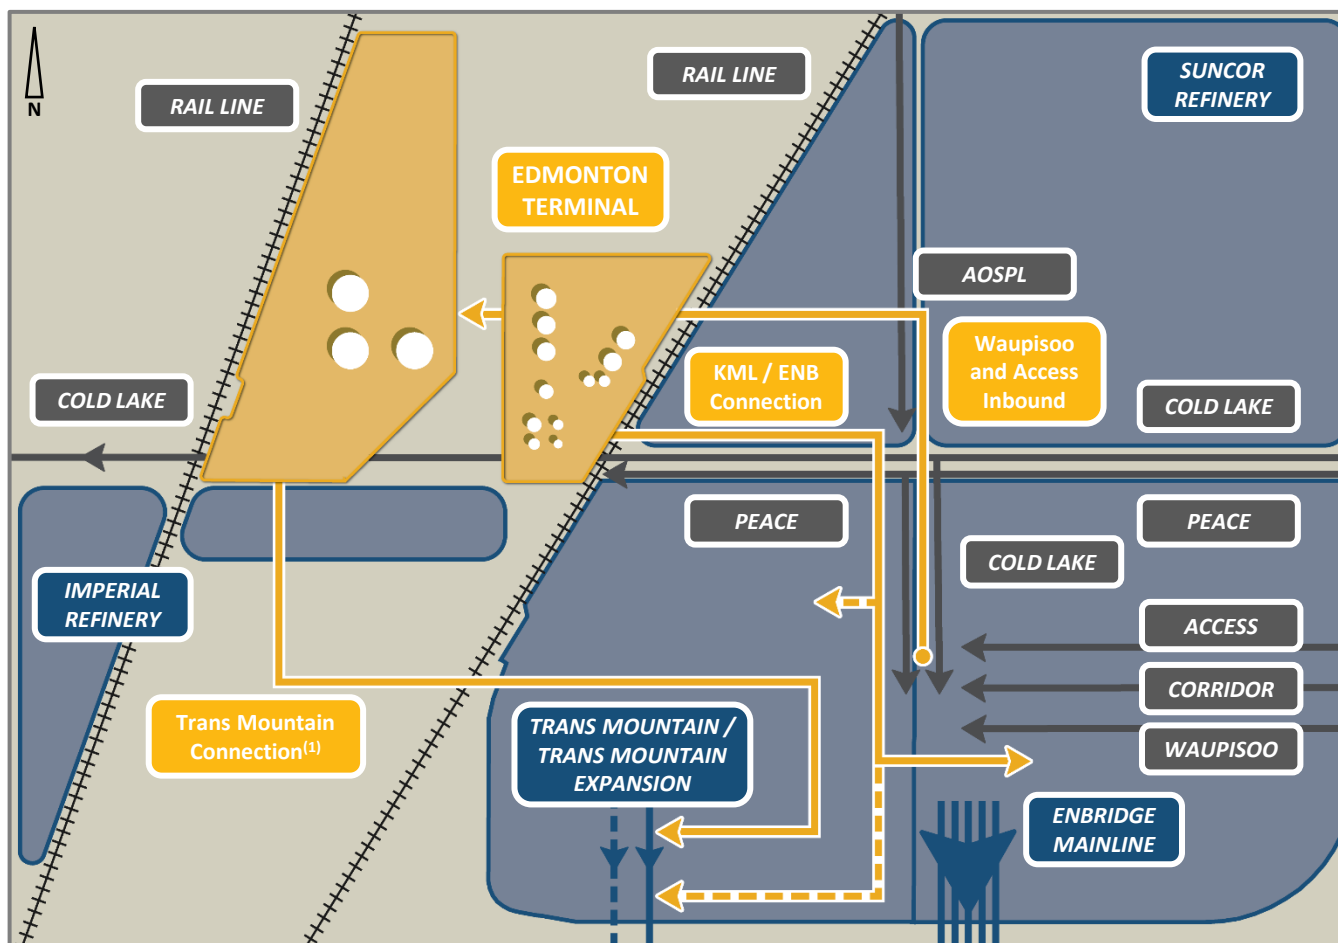 RAIL LINE
SUNCOR
REFINERY
RAIL LINE
N
EDMONTON
TERMINAL
AOSPL
Waupisoo
and Access
Inbound
KML / ENB
Connection
COLD LAKE
COLD LAKE
PEACE
PEACE
COLD LAKE
IMPERIAL
REFINERY
ACCESS
CORRIDOR
Trans Mountain
Connection(1)
TRANS MOUNTAIN /
TRANS MOUNTAIN
EXPANSION
WAUPISOO
ENBRIDGE
MAINLINE